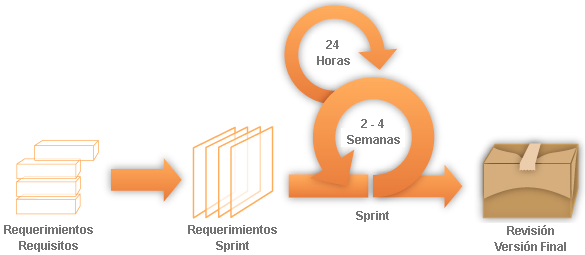 24
Horas
2 - 4
Semanas
Requerimientos
Requisitos
Requerimientos
Sprint
Sprint
Revisión
Versión Final